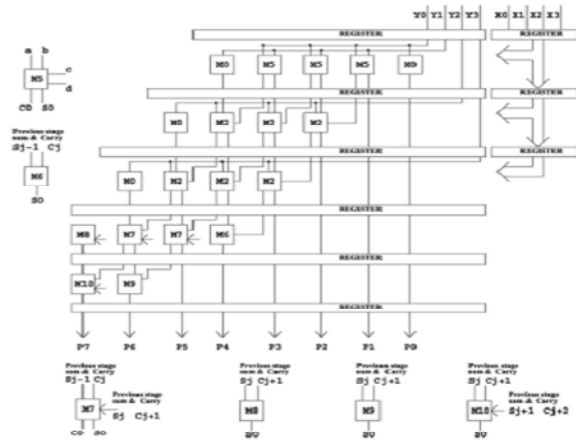 Y0 Y1 Y2 Y3 X0 X1 X2 X3
REGISTER REGISTER
a b
M0 M5 M5 M5 M0
M5 c
d
REGISTER REGISTER
C0 S0
M0 M2 M2 M2
Previous stage
sum & Carry
Sj-1 Cj
REGISTER REGISTER
M6
M0 M2 M2 M2
S0
REGISTER
M8 M7 M7 M6
REGISTER
M10 M9
REGISTER
P7 P6 P5 P4 P3 P2 P1 P0
Previous stage
sum & Carry
Sj-1 Cj
Previous stage
sum & Carry
Sj Cj+1
M7
C0 S0
Previous stage
sum & Carry
Sj Cj+1
M8
Previous stage
sum & Carry
Sj Cj+1
M9
Previous stage
sum & Carry
Sj Cj+1
Previous stage
sum & Carry
Sj+1 Cj+2
M10